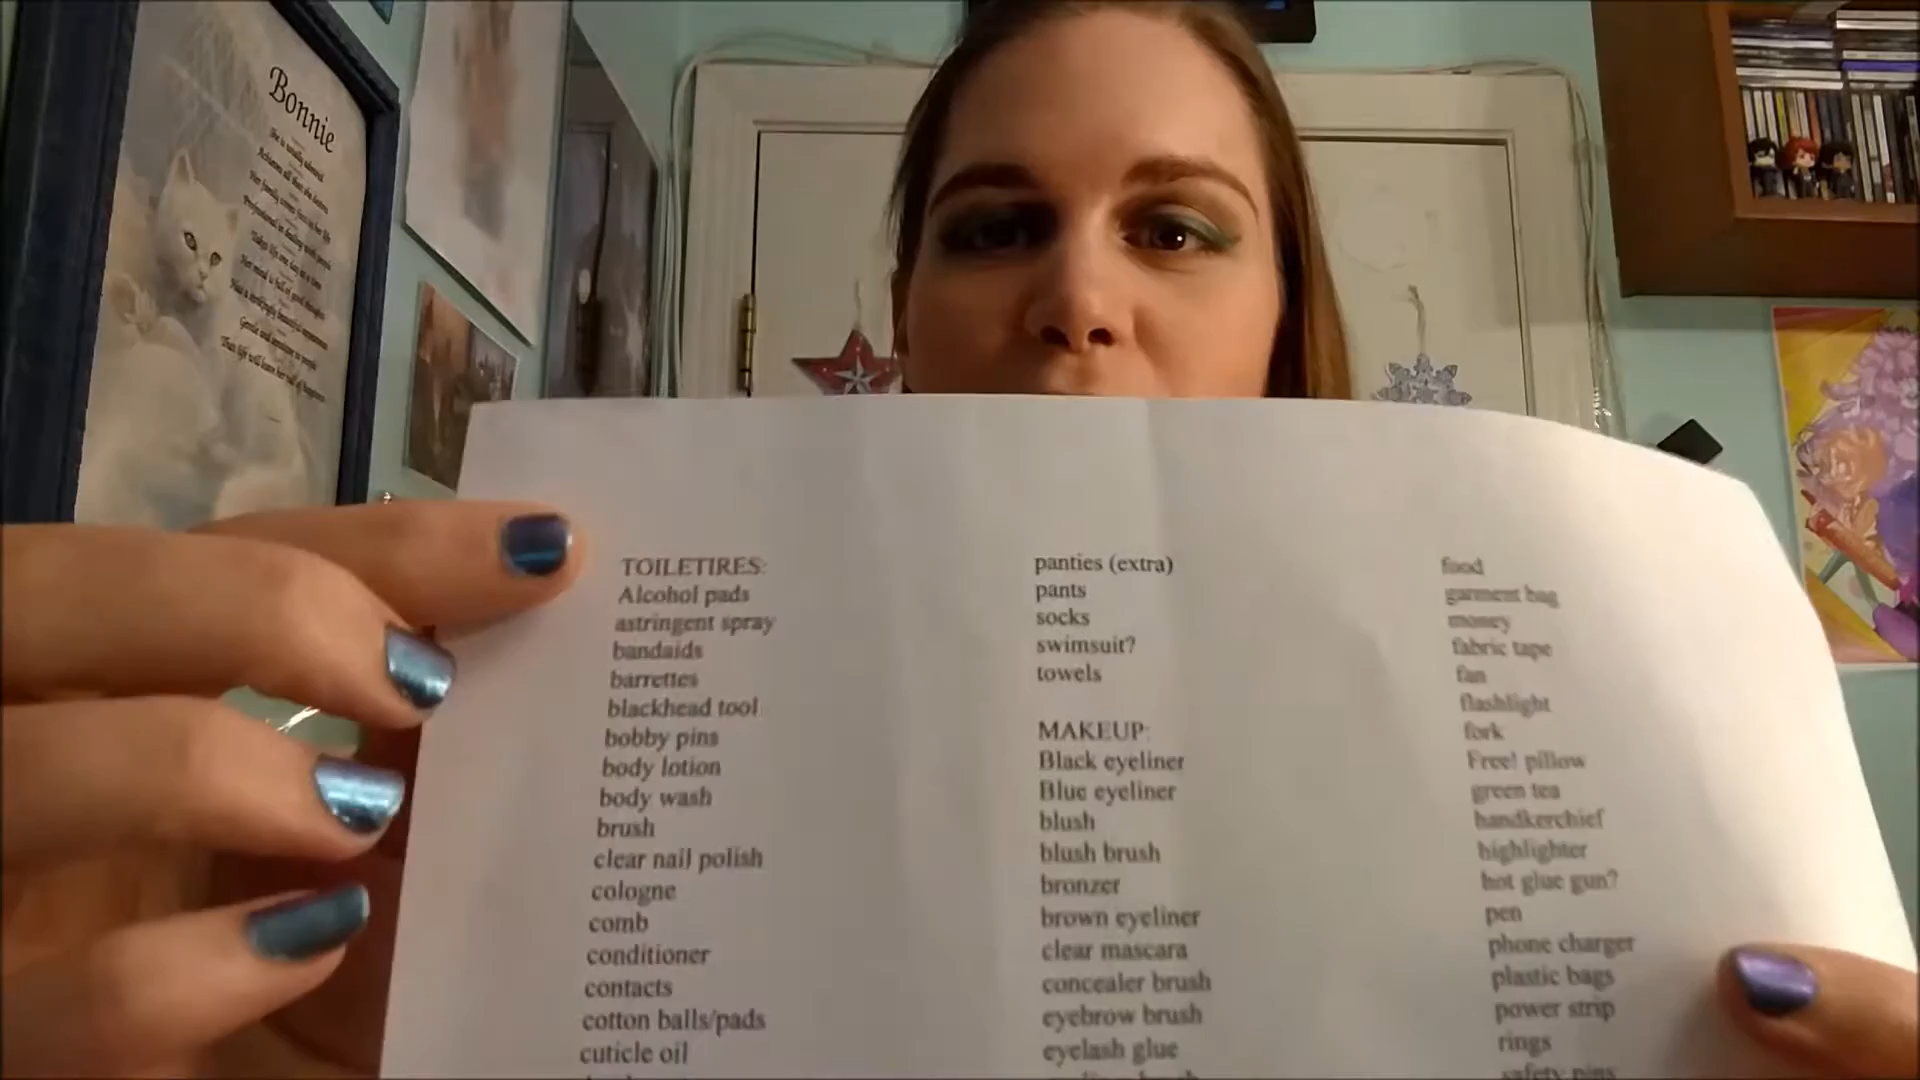 Bonnie
TOILETIRES:
Alcohol pads
astringent spray
bandaids
barrettes
blackhead tool
bobby pins
body lotion
body wash
brush
clear nail polish
cologne
comb
conditioner
contacts
cotton balls/pads
cuticle oil
panties (extra)
pants
socks
swimsuit?
towels
MAKEUP:
Black eyeliner
Blue eyeliner
blush
blush brush
bronzer
brown eyeliner
clear mascara
concealer brush
eyebrow brush
eyelash glue
food
garment bag
money
fabric tape
fan
flashlight
fork
Free! pillow
green tea
handkerchief
highlighter
hot glue gun?
pen
phone charger
plastic bags
power strip
rings
safety pins